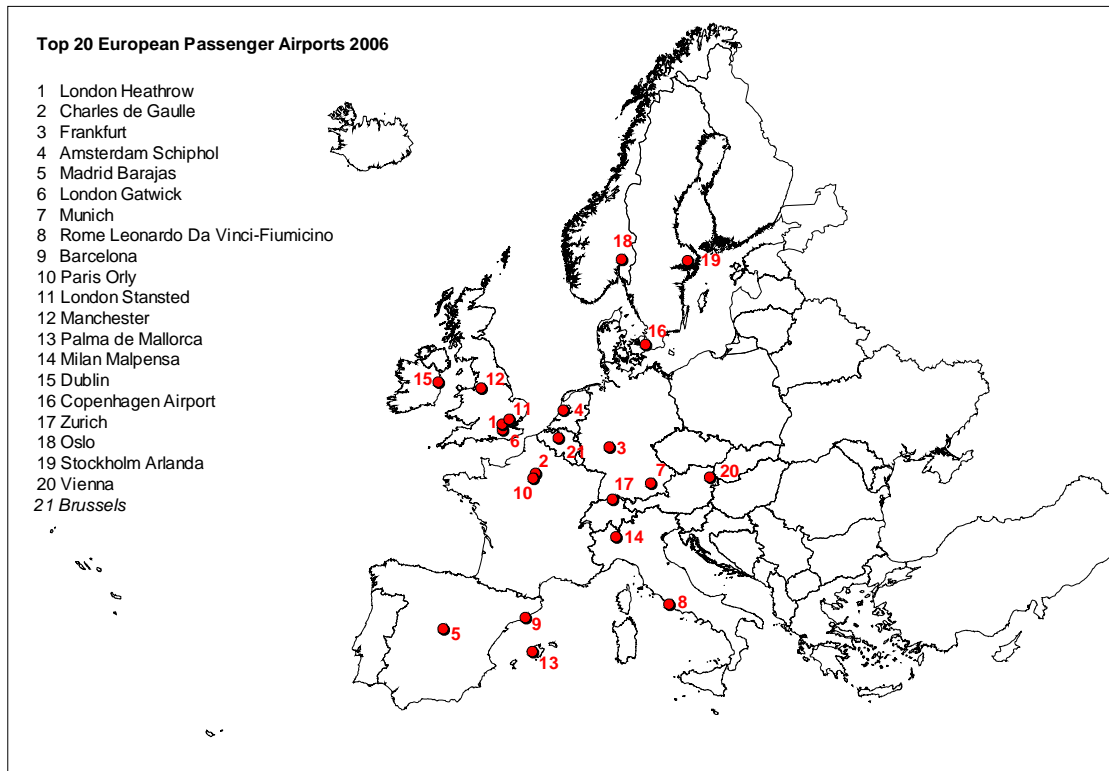 Top 20 European Passenger Airports 2006
1 London Heathrow
2 Charles de Gaulle
3 Frankfurt
4 Amsterdam Schiphol
5 Madrid Barajas
6 London Gatwick
7 Munich
8 Rome Leonardo Da Vinci-Fiumicino
9 Barcelona
10 Paris Orly
11 London Stansted
12 Manchester
13 Palma de Mallorca
14 Milan Malpensa
15 Dublin
16 Copenhagen Airport
17 Zurich
18 Oslo
19 Stockholm Arlanda
20 Vienna
21 Brussels
18
19
16
15
12
11
4
1
6
21
3
2
10
7
20
17
14
8
9
5
13